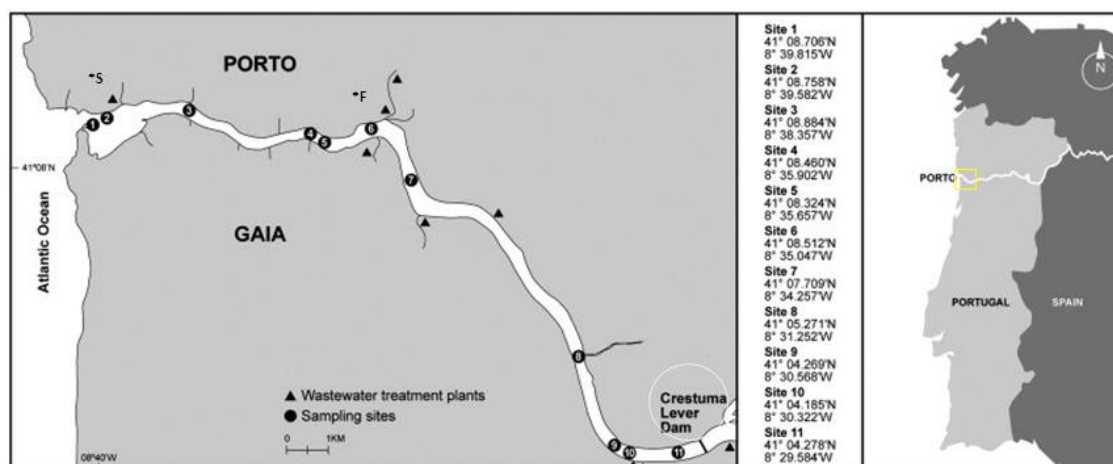 PORTO
S
F
1
2
3
4
5
6
7
8
9
10
11
41º08'N
Atlantic Ocean
GAIA
Wastewater treatment plants
Sampling sites
0 1KM
08º40'W
Crestuma
Lever
Dam
Site 1
41° 08.706'N
8° 39.815'W
Site 2
41° 08.758'N
8° 39.582'W
Site 3
41° 08.884'N
8° 38.357'W
Site 4
41° 08.460'N
8° 35.902'W
Site 5
41° 08.324'N
8° 35.657'W
Site 6
41° 08.512'N
8° 35.047'W
Site 7
41° 07.709'N
8° 34.257'W
Site 8
41° 05.271'N
8° 31.252'W
Site 9
41° 04.269'N
8° 30.568'W
Site 10
41° 04.185'N
8° 30.322'W
Site 11
41° 04.278'N
8° 29.584'W
N
PORTO
PORTUGAL
SPAIN